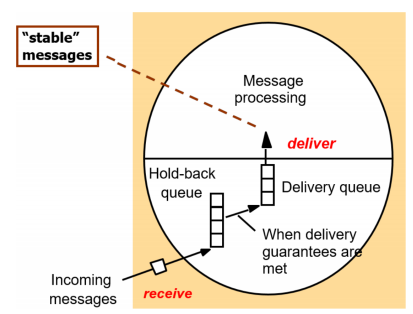 “stable”
messages
Message
processing
deliver
Hold-back
queue
Delivery queue
When delivery
guarantees are
met
Incoming
messages
receive